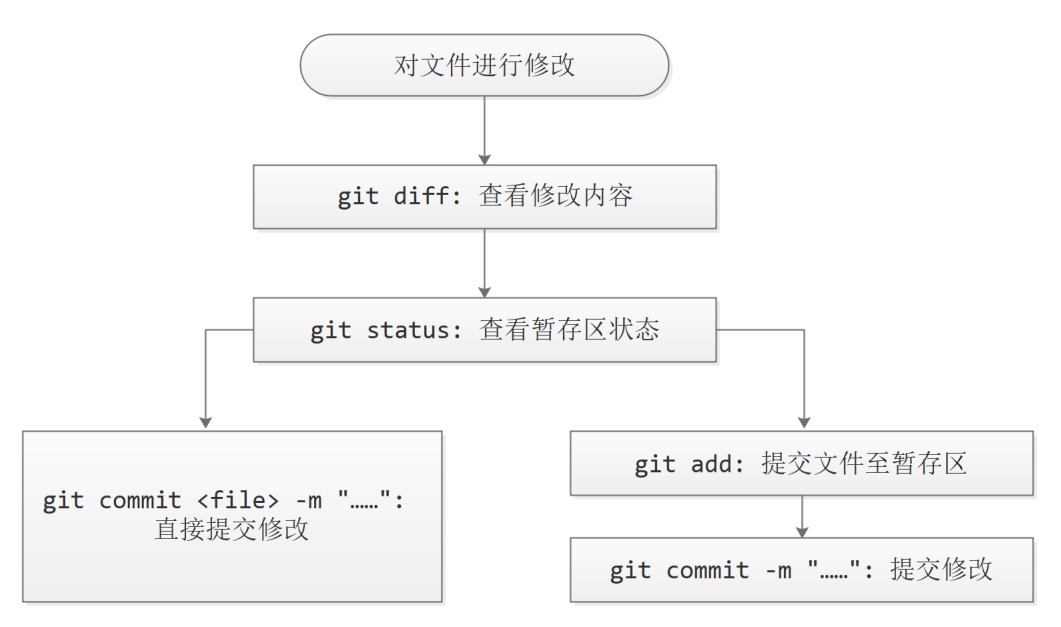 对文件进行修改
git diff: 查看修改内容
git status: 查看暂存区状态
git commit <file> -m "……":
直接提交修改
git add: 提交文件至暂存区
git commit -m "……": 提交修改